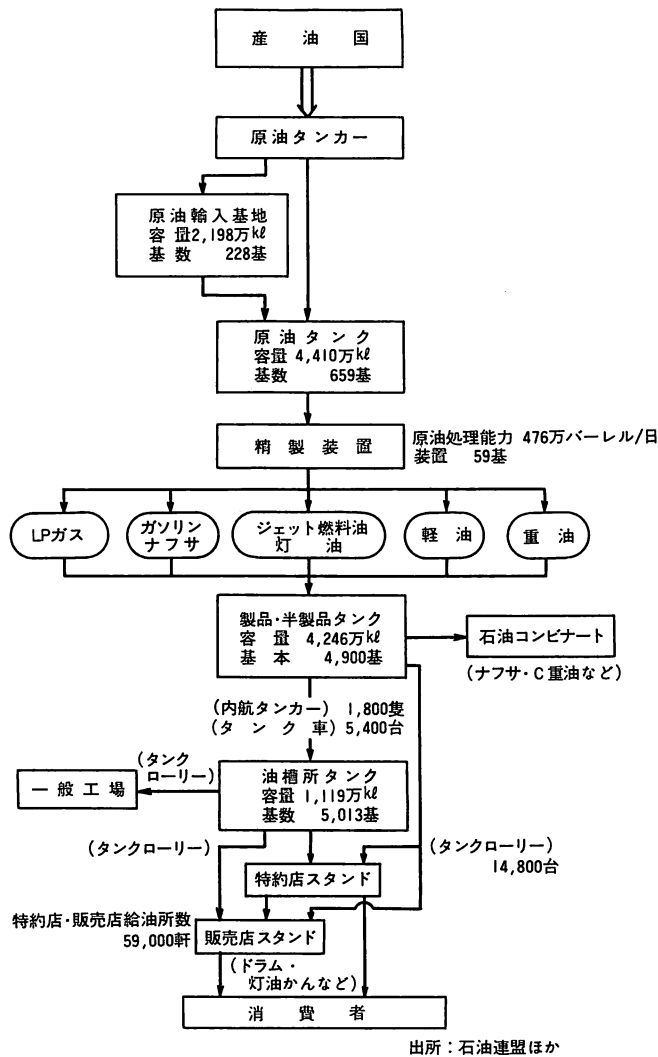 産油国
原油タンカー
原油輸入基地
容量2,198万kℓ
基数 228基
原油タンク
容量 4,410万kℓ
基数 659基
精製装置
原油処理能力 476万バーレル/日
装置 59基
LPガス
ガソリン
ナフサ
ジェット燃料油
灯油
軽油
重油
製品・半製品タンク
容量 4,246万kℓ
基本 4,900基
石油コンビナート
(ナフサ・C重油など)
(内航タンカー) 1,800隻
(タンク車) 5,400台
(タンク
ローリー)
一般工場
油槽所タンク
容量 1,119万kℓ
基数 5,013基
(タンクローリー)
(タンクローリー)
14,800台
特約店スタンド
特約店・販売店給油所数
59,000軒
販売店スタンド
(ドラム・
灯油かんなど)
消費者
出所：石油連盟ほか